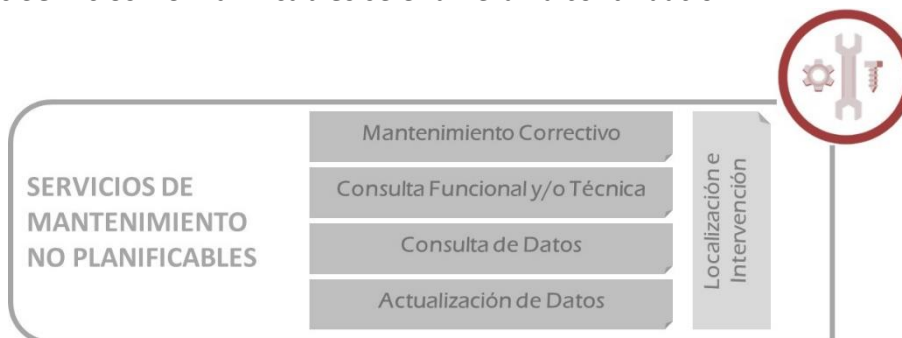 SERVICIOS DE
MANTENIMIENTO
NO PLANIFICABLES
Mantenimiento Correctivo
Consulta Funcional y/o Técnica
Consulta de Datos
Actualización de Datos
Localización e
Intervención